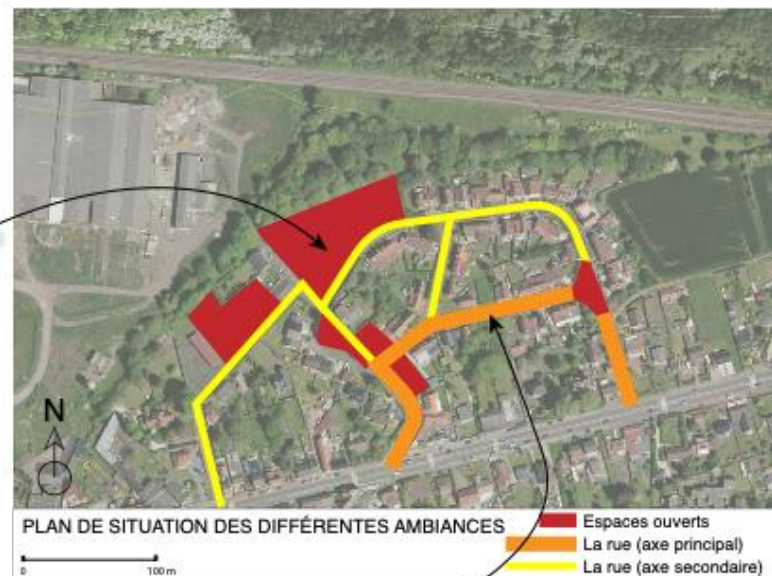 N
PLAN DE SITUATION DES DIFFÉRENTES AMBIANCES
0 100 m
Espaces ouverts
La rue (axe principal)
La rue (axe secondaire)